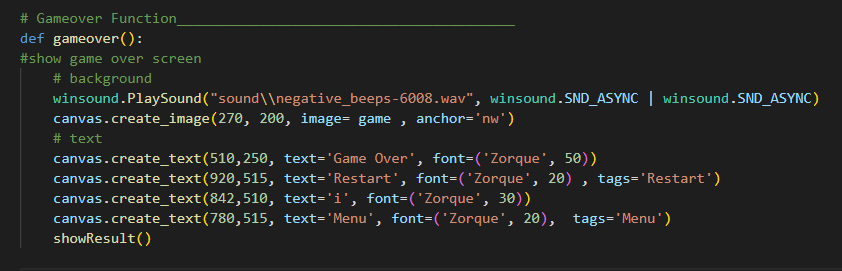 # Gameover Function_______________________________________
def gameover():
#show game over screen
# background
winsound.PlaySound("sound\\negative_beeps-6008.wav", winsound.SND_ASYNC | winsound.SND_ASYNC)
canvas.create_image(270, 200, image= game , anchor='nw')
# text
canvas.create_text(510,250, text='Game Over', font=('Zorque', 50))
canvas.create_text(920,515, text='Restart', font=('Zorque', 20) , tags='Restart')
canvas.create_text(842,510, text='i', font=('Zorque', 30))
canvas.create_text(780,515, text='Menu', font=('Zorque', 20),  tags='Menu')
showResult()